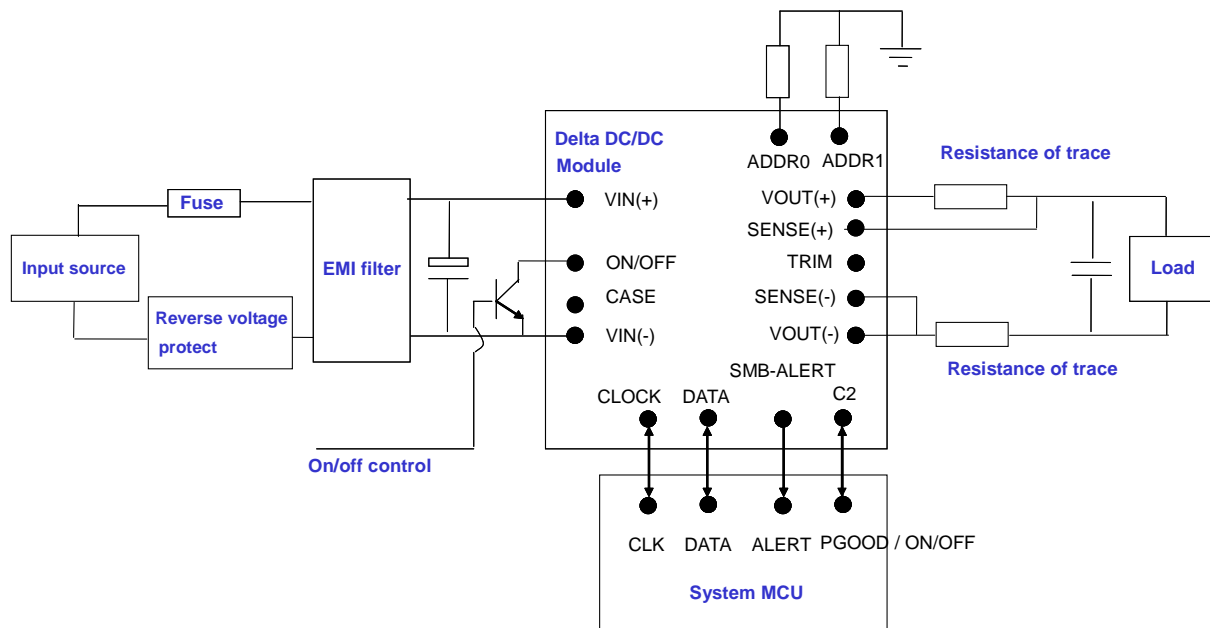 Delta DC/DC
Module
ADDR0
ADDR1
Resistance of trace
Fuse
VIN(+)
VOUT(+)
SENSE(+)
Input source
EMI filter
ON/OFF
TRIM
Load
CASE
SENSE(-)
Reverse voltage
protect
VIN(-)
VOUT(-)
Resistance of trace
SMB-ALERT
CLOCK
DATA
C2
On/off control
CLK
DATA
ALERT
PGOOD / ON/OFF
System MCU